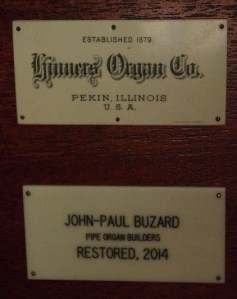 ESTABLISHED 1879.
Hinners Organ Co.
PEKIN, ILLINOIS
U. S. A.
JOHN-PAUL BUZARD
PIPE ORGAN BUILDERS
RESTORED, 2014